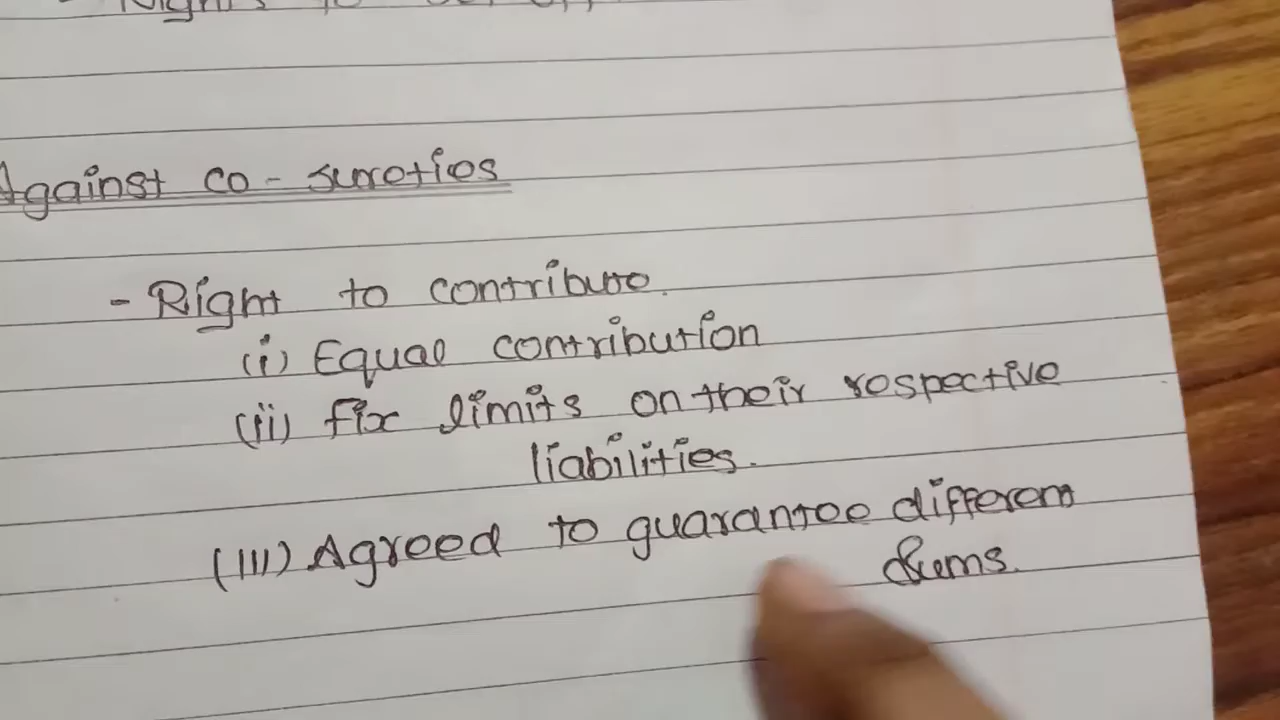 Against co - sureties
- Right to contribute.
(i) Equal contribution
(ii) fix limits on their respective
liabilities.
(III) Agreed to guarantee different
sums.